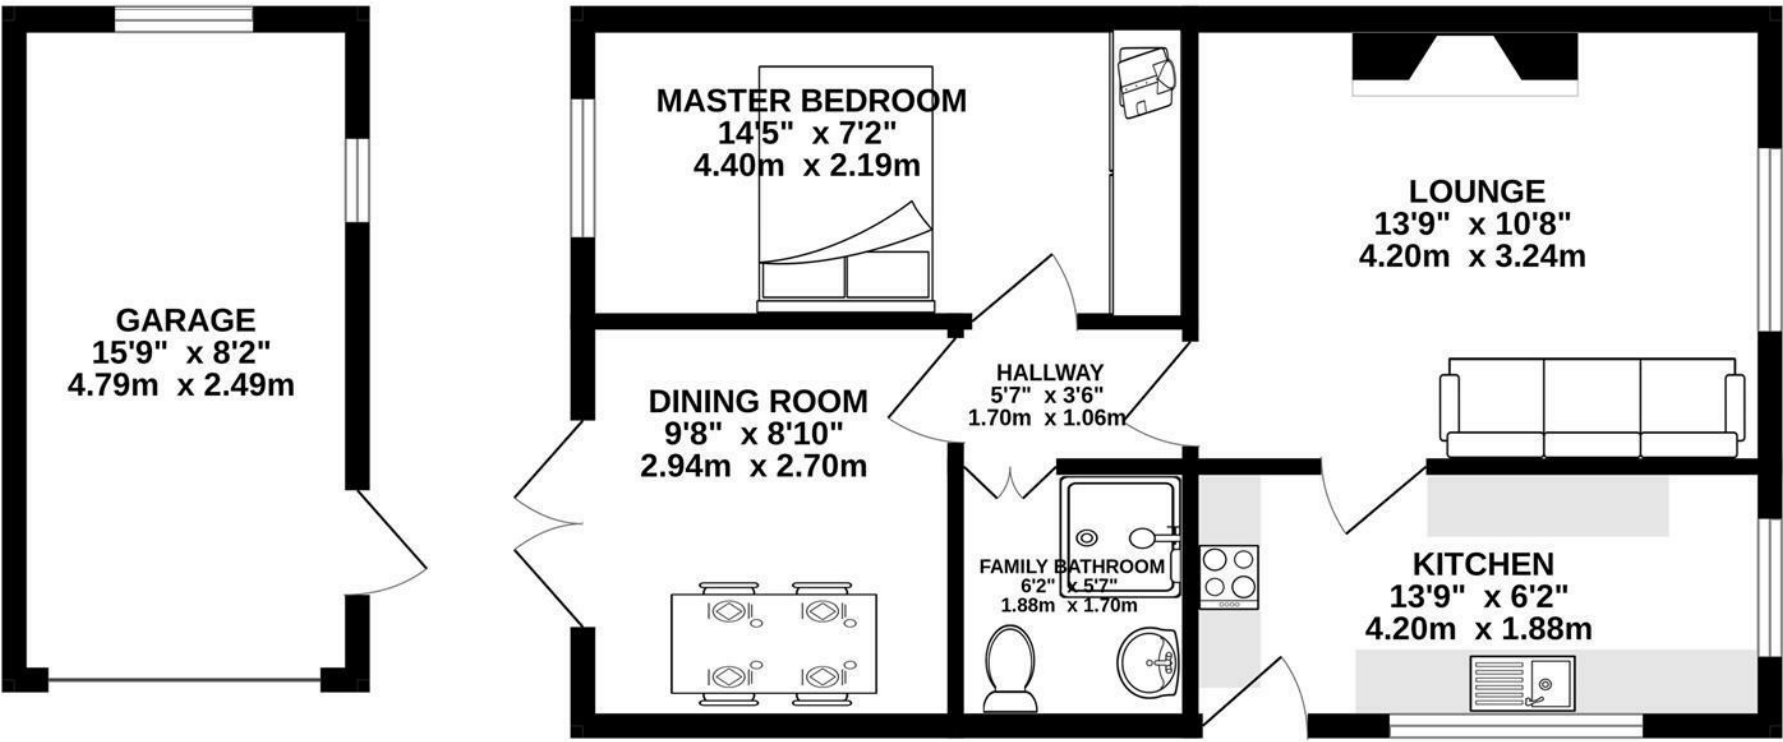 MASTER BEDROOM
14'5" x 7'2"
4.40m x 2.19m
LOUNGE
13'9" x 10'8"
4.20m x 3.24m
GARAGE
15'9" x 8'2"
4.79m x 2.49m
HALLWAY
5'7" x 3'6"
1.70m x 1.06m
DINING ROOM
9'8" x 8'10"
2.94m x 2.70m
FAMILY BATHROOM
6'2" x 5'7"
1.88m x 1.70m
KITCHEN
13'9" x 6'2"
4.20m x 1.88m